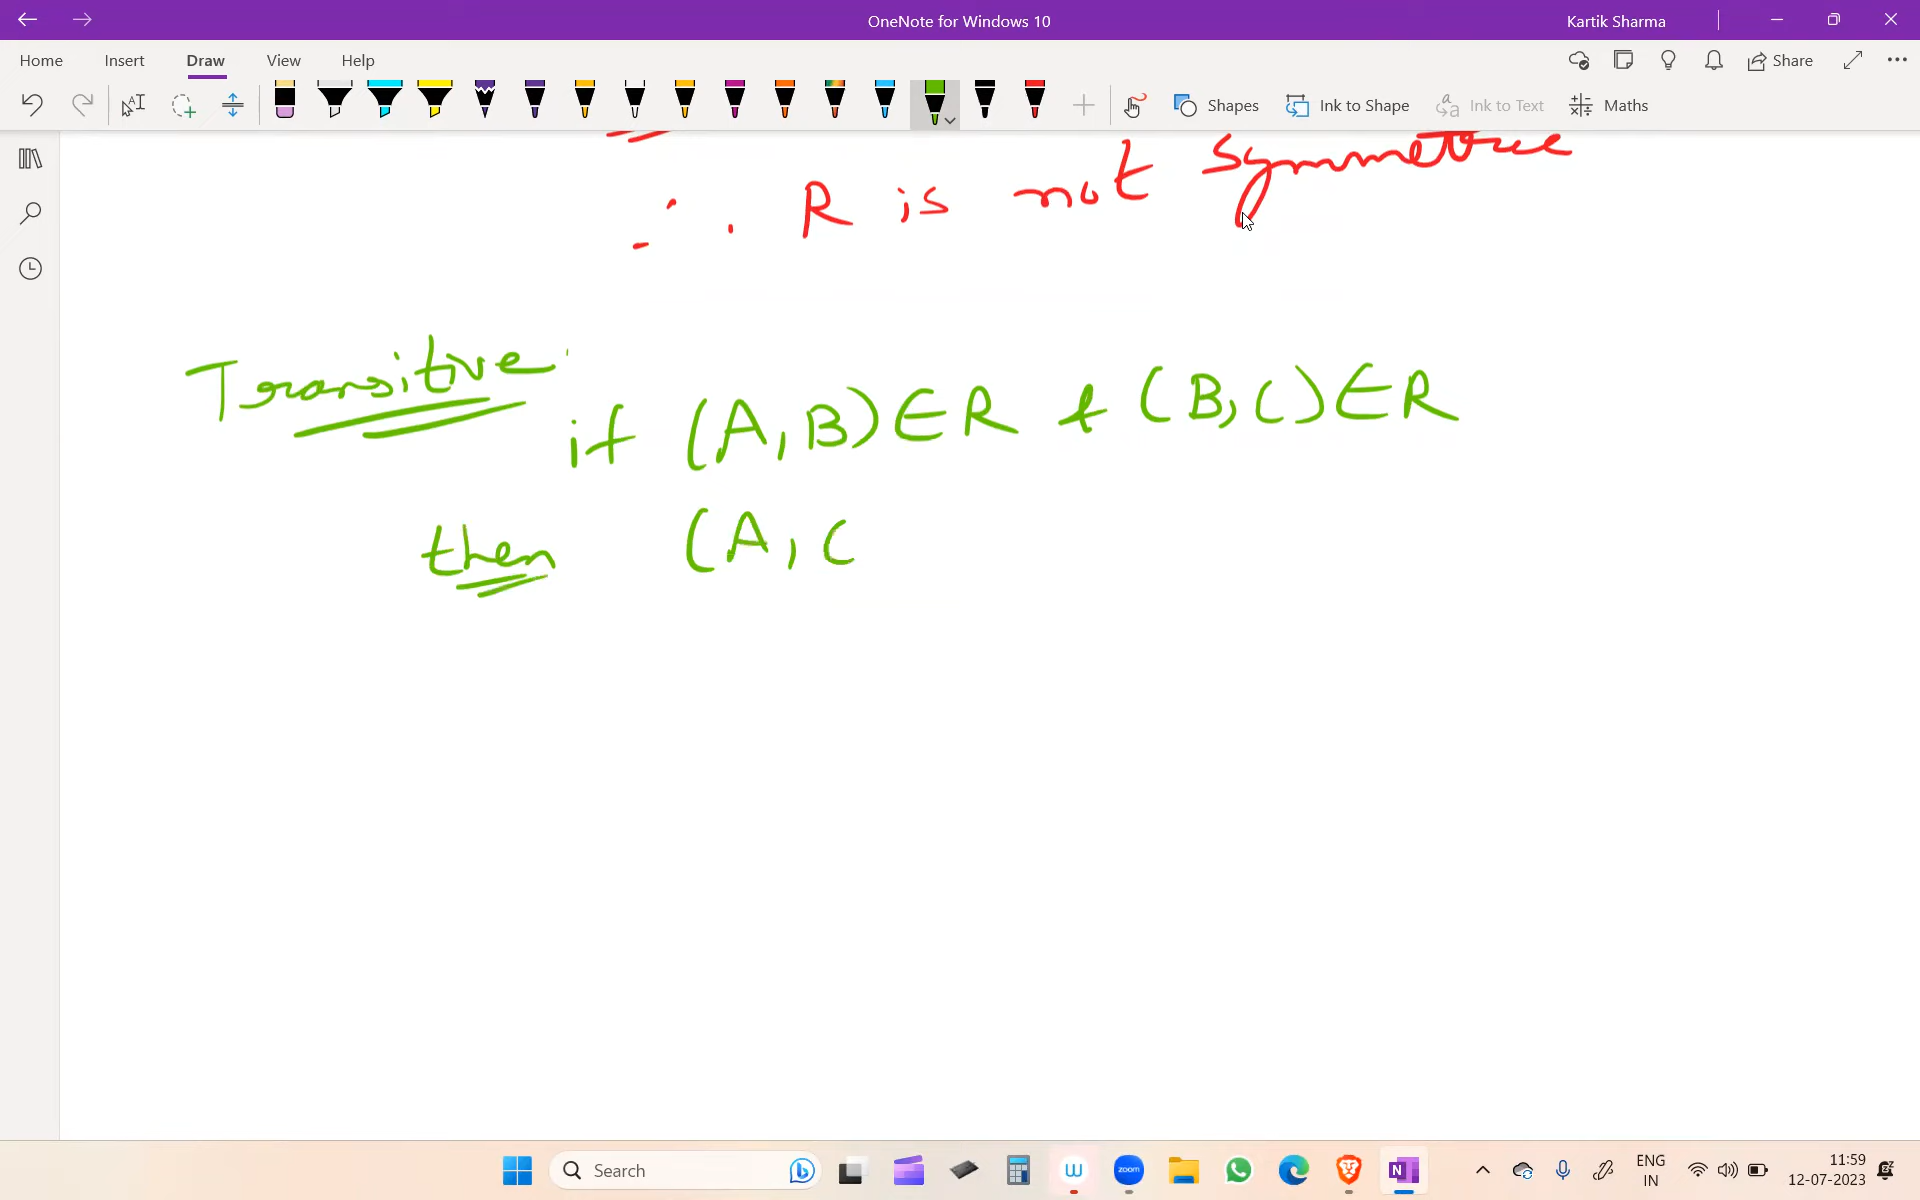 OneNote for Windows 10
Kartik Sharma
Home Insert Draw View Help
Share
Shapes Ink to Shape Ink to Text Maths
∴ R is not symmetric
Transitive
if (A, B) ∈ R & (B, C) ∈ R
then (A, C
Search
zoom
ENG
IN
11:59
12-07-2023